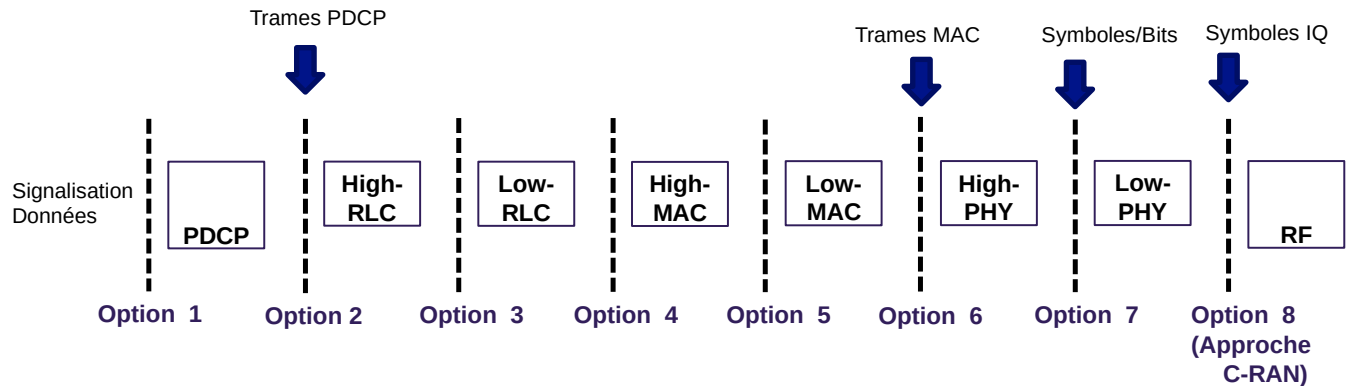 Trames PDCP
Trames MAC
Symboles/Bits
Symboles IQ
Signalisation
Données
PDCP
High-
RLC
Low-
RLC
High-
MAC
Low-
MAC
High-
PHY
Low-
PHY
RF
Option 1
Option 2
Option 3
Option 4
Option 5
Option 6
Option 7
Option 8
(Approche
C-RAN)